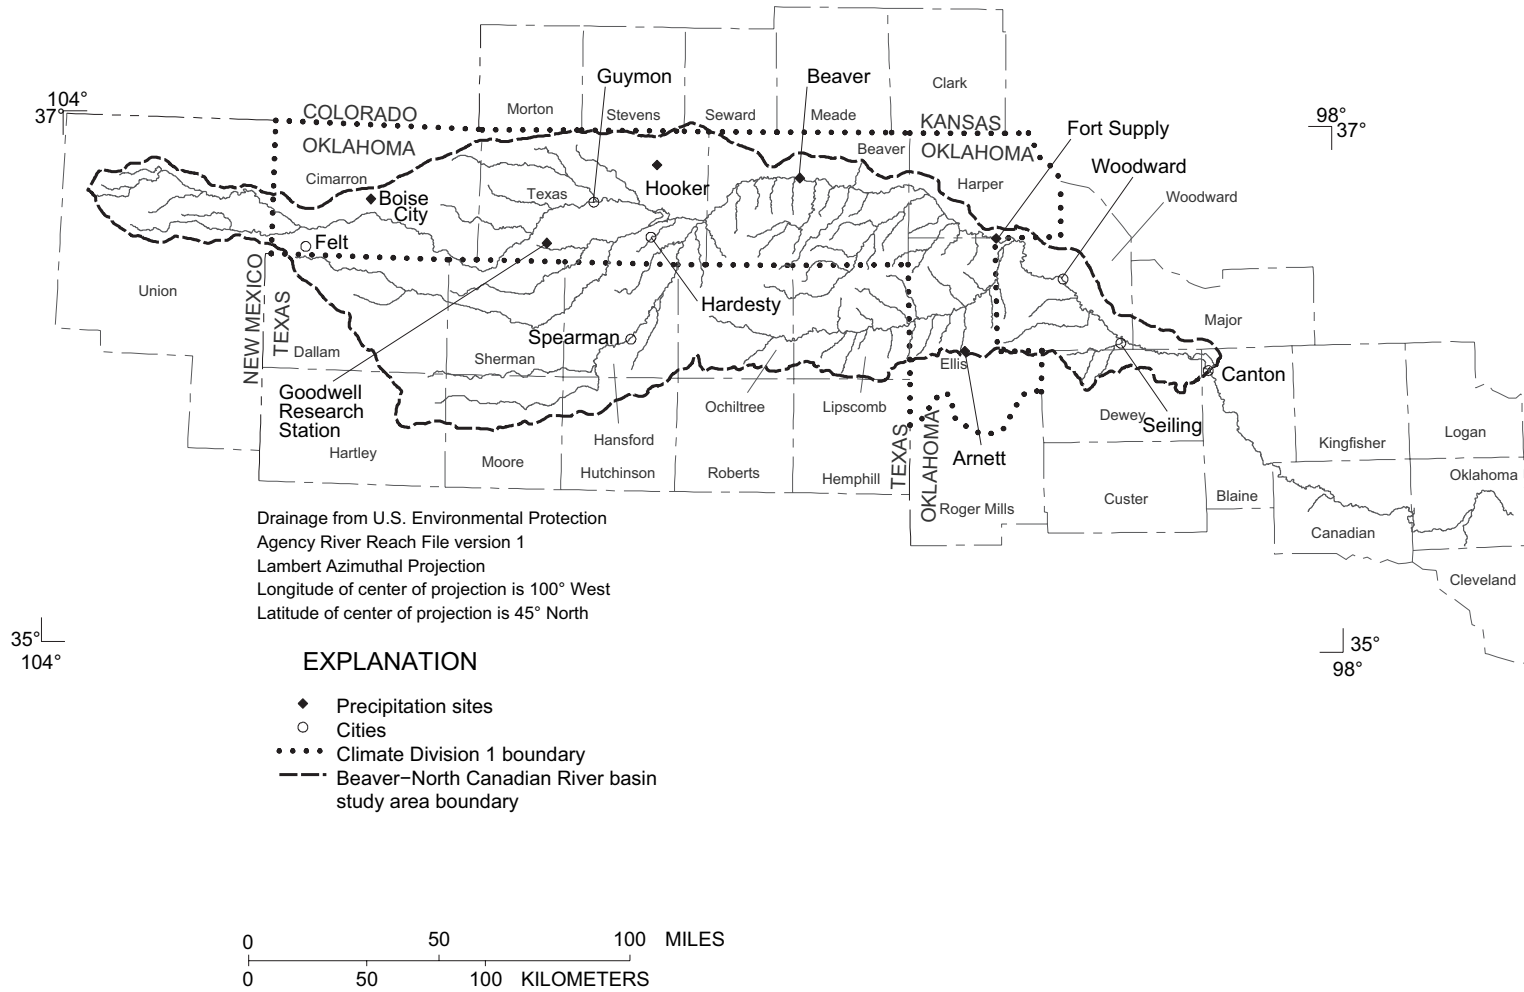 104°
37°
98°
37°
COLORADO
OKLAHOMA
KANSAS
OKLAHOMA
Morton
Stevens
Seward
Meade
Clark
Guymon
Beaver
Fort Supply
Woodward
Beaver
Harper
Woodward
Cimarron
Texas
Hooker
Boise
City
Felt
Union
NEW MEXICO
TEXAS
Dallam
Sherman
Spearman
Hardesty
Major
Ellis
Canton
Goodwell
Research
Station
Hartley
Moore
Hansford
Hutchinson
Ochiltree
Roberts
Lipscomb
Hemphill
TEXAS
OKLAHOMA
Arnett
Roger Mills
Dewey
Seiling
Custer
Blaine
Kingfisher
Logan
Oklahoma
Canadian
Cleveland
Drainage from U.S. Environmental Protection
Agency River Reach File version 1
Lambert Azimuthal Projection
Longitude of center of projection is 100° West
Latitude of center of projection is 45° North
35°
104°
35°
98°
EXPLANATION
Precipitation sites
Cities
Climate Division 1 boundary
Beaver−North Canadian River basin
study area boundary
0 50 100 MILES
0 50 100 KILOMETERS